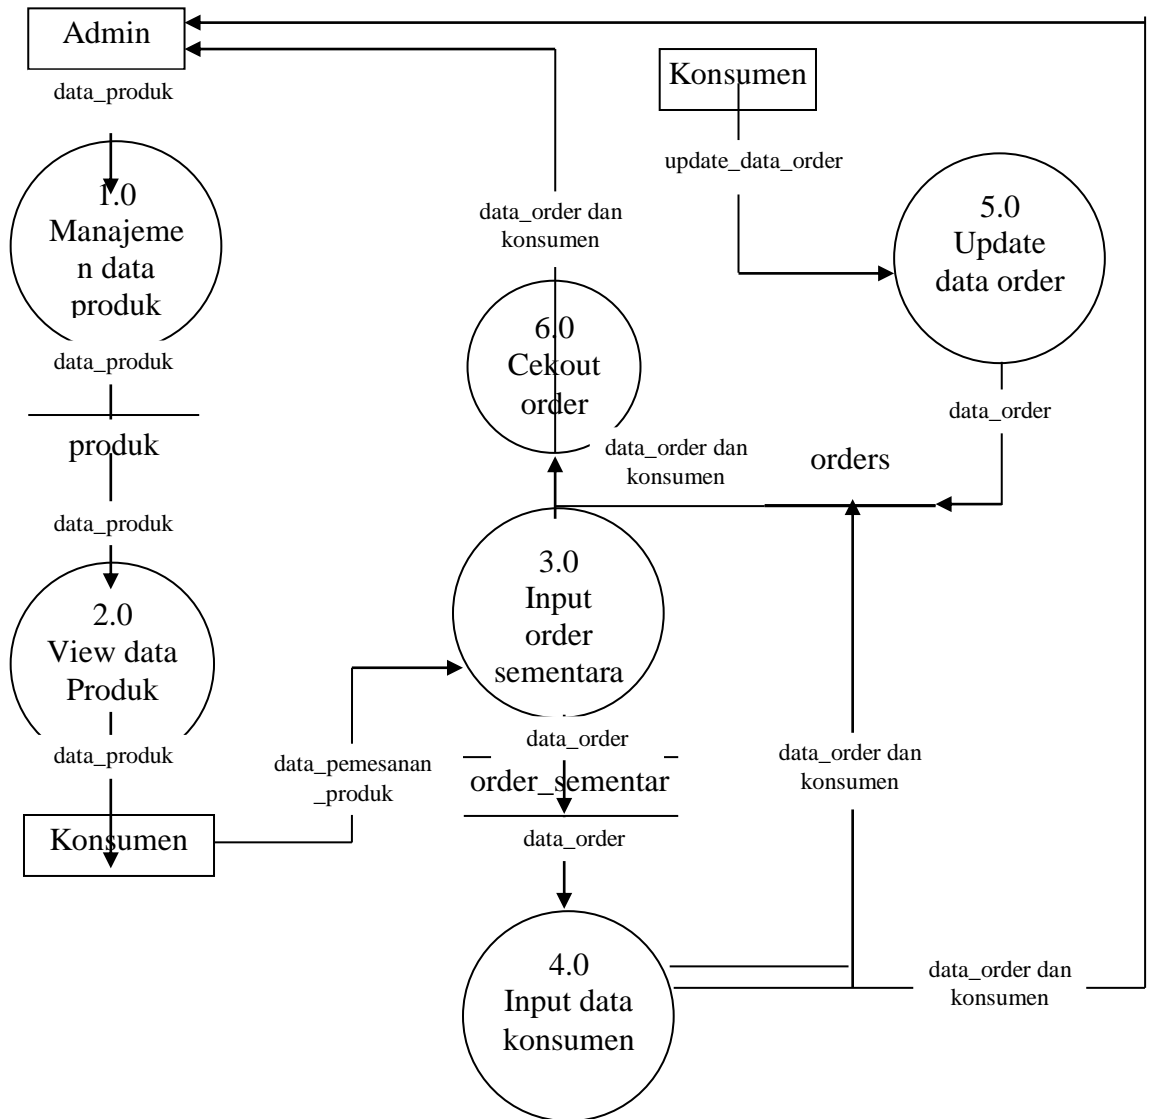 Admin
Konsumen
data_produk
update_data_order
1.0
Manajeme
n data
produk
data_order dan
konsumen
5.0
Update
data order
6.0
Cekout
order
data_produk
data_order
produk
data_order dan
konsumen
orders
data_produk
3.0
Input
order
sementara
2.0
View data
Produk
data_produk
data_pemesanan
_produk
data_order
order_sementar
data_order dan
konsumen
Konsumen
data_order
4.0
Input data
konsumen
data_order dan
konsumen